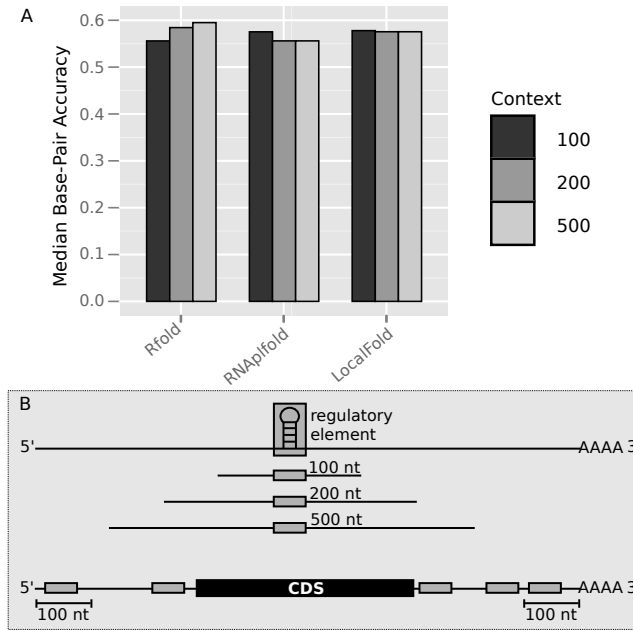 A
0.6
0.5
0.4
0.3
0.2
0.1
0.0
Median Base-Pair Accuracy
Rfold
RNAplfold
LocalFold
Context
100
200
500
B
regulatory
element
5'
AAAA 3
100 nt
200 nt
500 nt
5'
CDS
AAAA 3
100 nt
100 nt